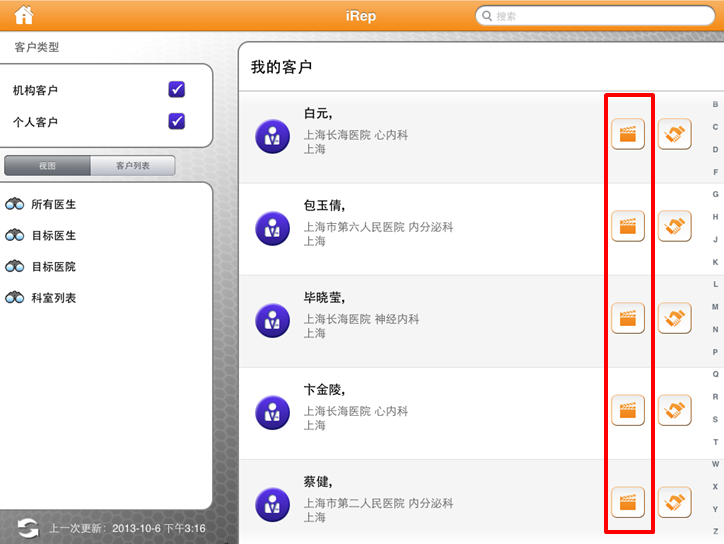 iRep
搜索
客户类型
机构客户
个人客户
视图
客户列表
所有医生
目标医生
目标医院
科室列表
上一次更新: 2013-10-6 下午3:16
我的客户
白元,
上海长海医院 心内科
上海
包玉倩,
上海市第六人民医院 内分泌科
上海
毕晓莹,
上海长海医院 神经内科
上海
卞金陵,
上海长海医院 心内科
上海
蔡健,
上海市第二人民医院 内分泌科
上海
B
C
D
F
G
H
J
K
L
M
N
P
Q
R
S
T
W
X
Y
Z